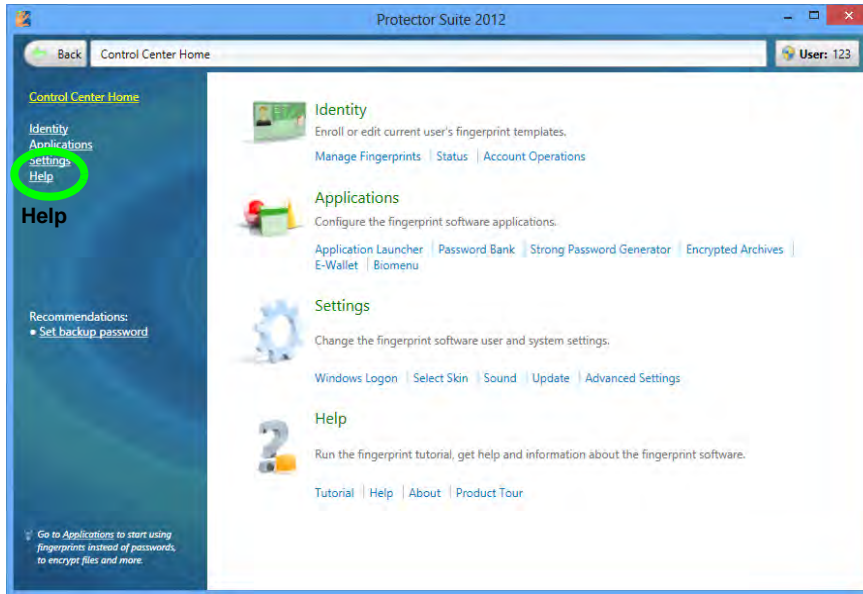 Protector Suite 2012
Back
Control Center Home
User: 123
Control Center Home
Identity
Applications
Settings
Help
Help
Recommendations:
• Set backup password
Go to Applications to start using
fingerprints instead of passwords,
to encrypt files and more.
Identity
Enroll or edit current user's fingerprint templates.
Manage Fingerprints | Status | Account Operations
Applications
Configure the fingerprint software applications.
Application Launcher | Password Bank | Strong Password Generator | Encrypted Archives |
E-Wallet | Biomenu
Settings
Change the fingerprint software user and system settings.
Windows Logon | Select Skin | Sound | Update | Advanced Settings
Help
Run the fingerprint tutorial, get help and information about the fingerprint software.
Tutorial | Help | About | Product Tour